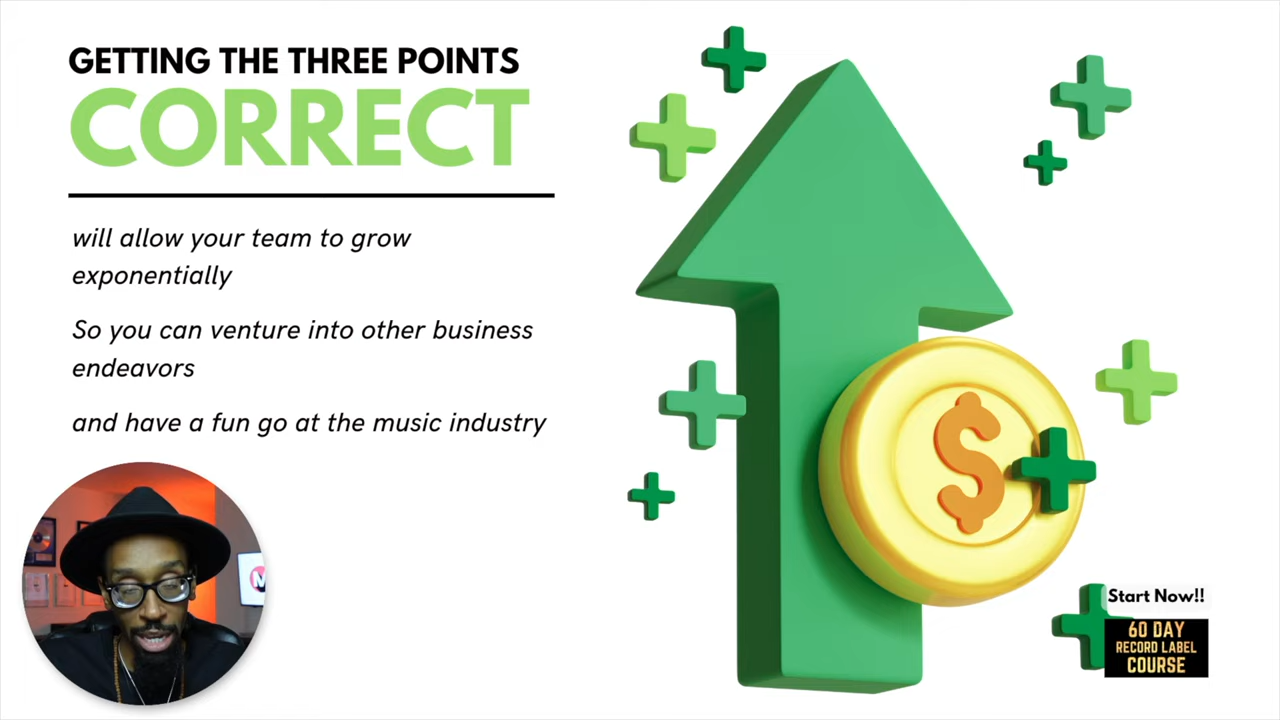 GETTING THE THREE POINTS
CORRECT
will allow your team to grow
exponentially
So you can venture into other business
endeavors
and have a fun go at the music industry
Start Now!!
60 DAY
RECORD LABEL
COURSE